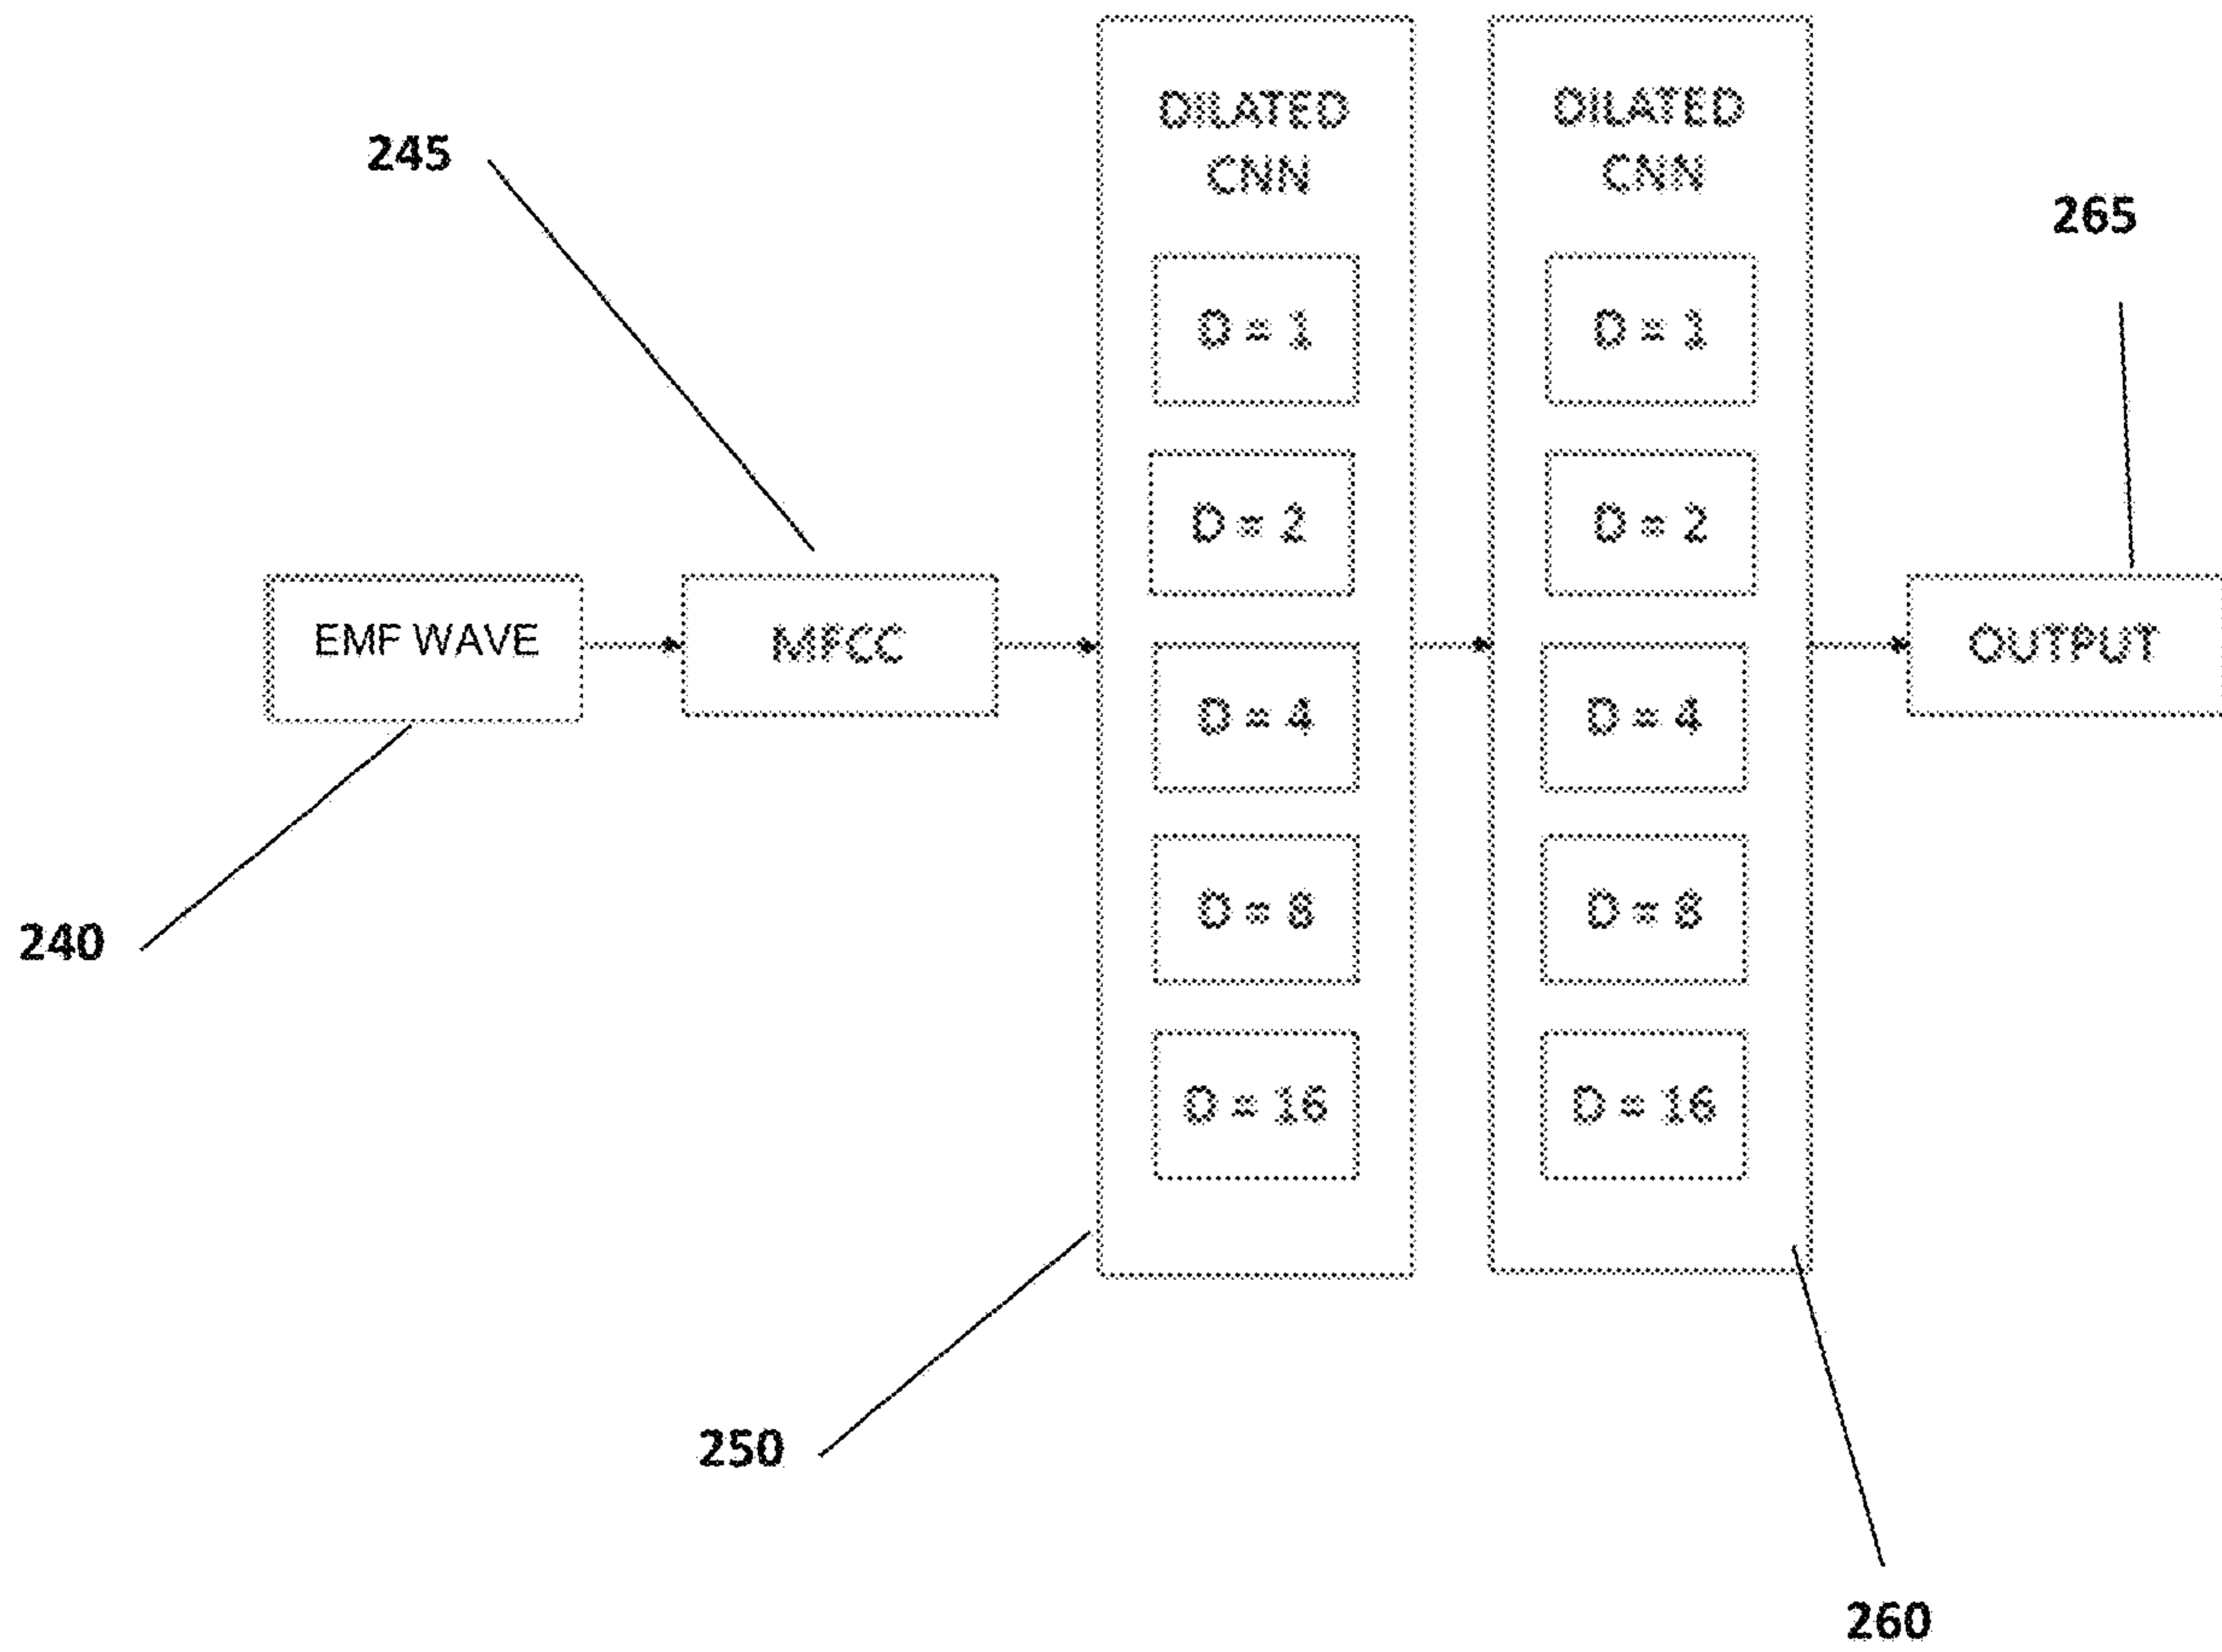 245
265
240
250
260
EMF WAVE
MFCC
DILATED
CNN
D = 1
D = 2
D = 4
D = 8
D = 16
DILATED
CNN
D = 1
D = 2
D = 4
D = 8
D = 16
OUTPUT